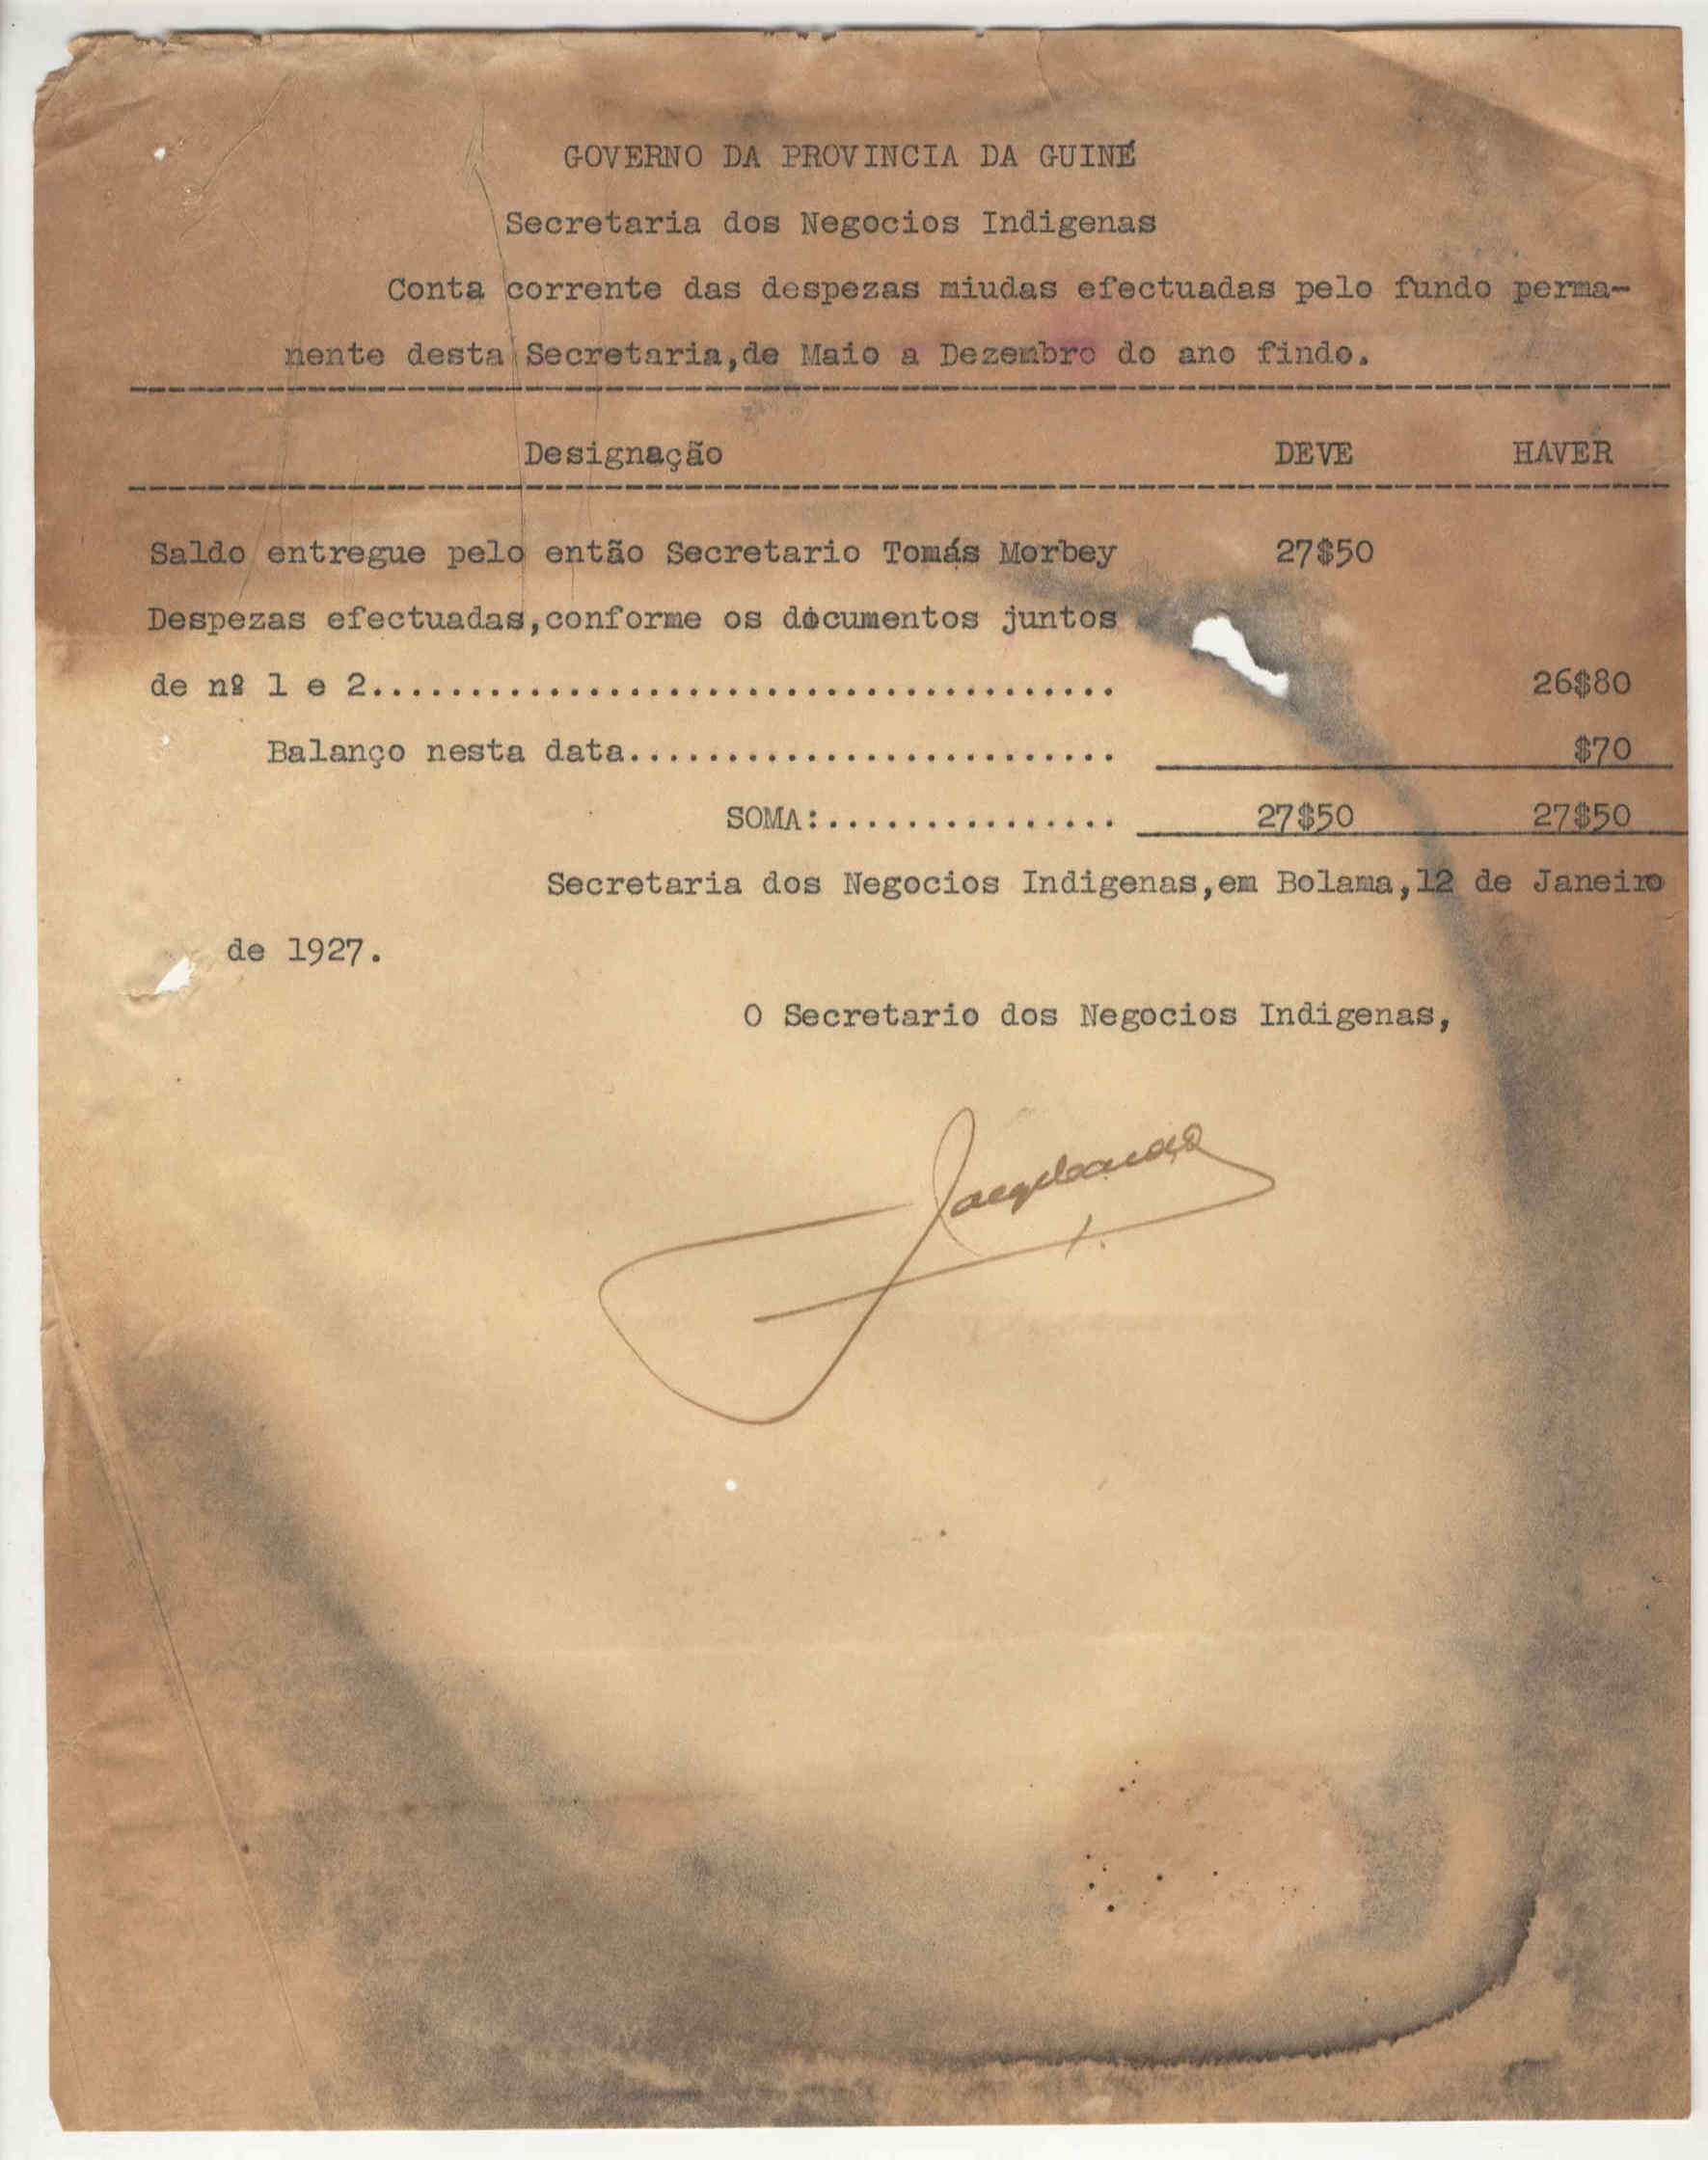 GOVERNO DA PROVINCIA DA GUINÉ
Secretaria dos Negocios Indigenas
Conta corrente das despezas miudas efectuadas pelo fundo perma-
nente desta Secretaria,de Maio a Dezembro do ano findo.
Designação DEVE HAVER
Saldo entregue pelo então Secretario Tomás Morbey 27$50
Despezas efectuadas,conforme os documentos juntos
de nº 1 e 2...................................... 26$80
Balanço nesta data......................... $70
SOMA:............... 27$50 27$50
Secretaria dos Negocios Indigenas,em Bolama,12 de Janeiro
de 1927.
O Secretario dos Negocios Indigenas,